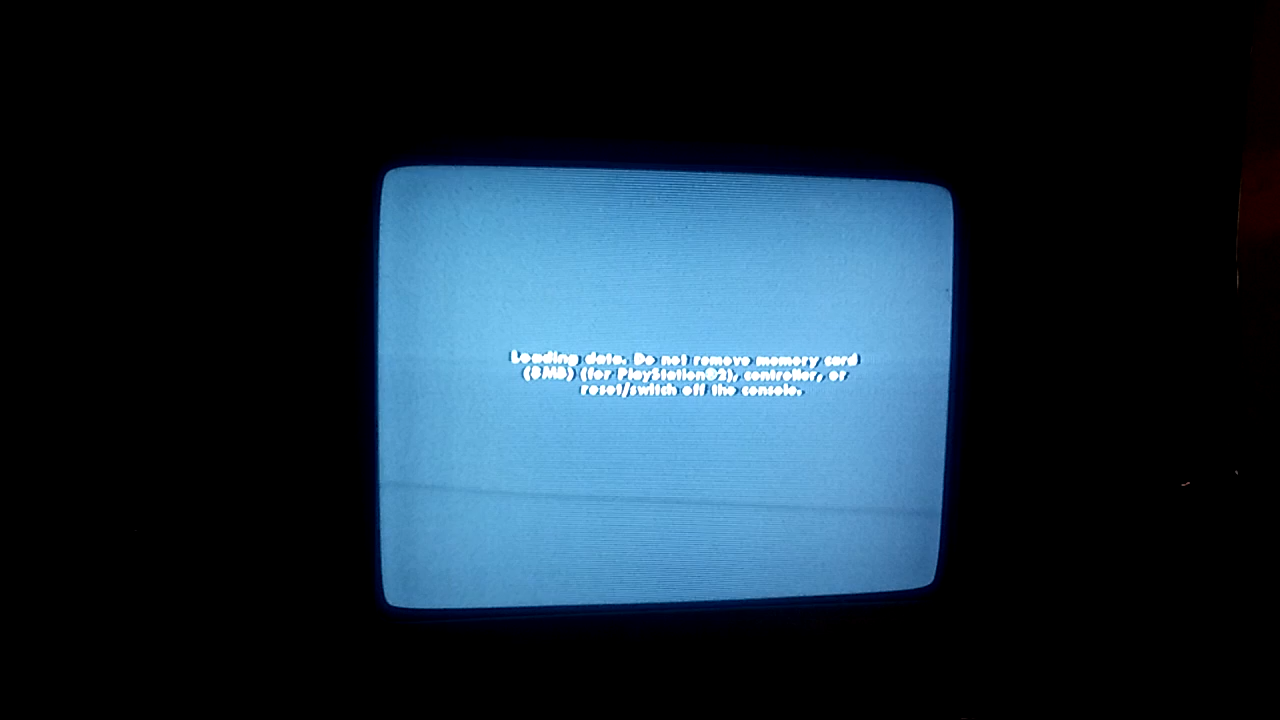 Loading data. Do not remove memory card
(8MB) (for PlayStation®2), controller, or
reset/switch off the console.